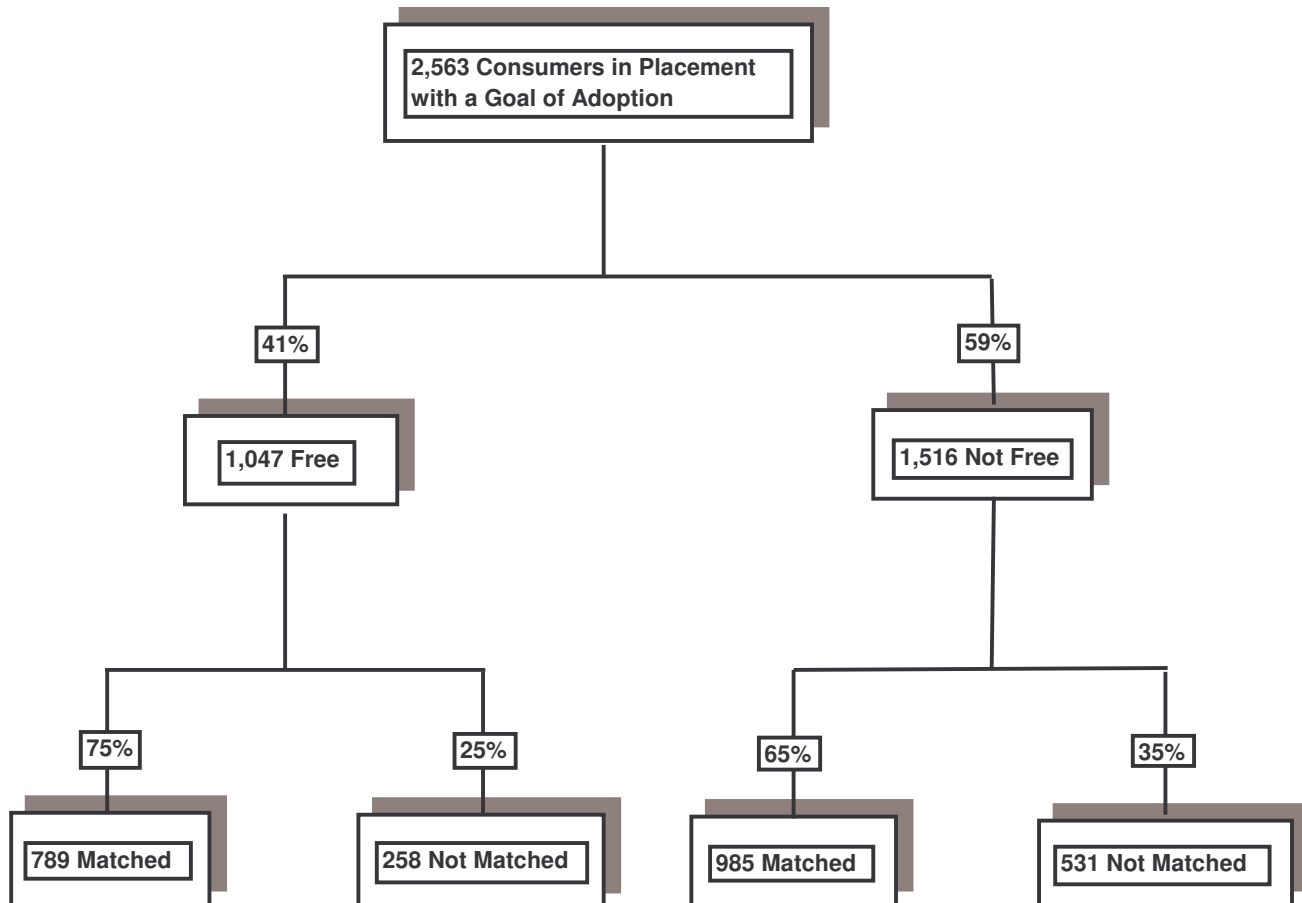 2,563 Consumers in Placement
with a Goal of Adoption
41%
59%
1,047 Free
1,516 Not Free
75%
25%
65%
35%
789 Matched
258 Not Matched
985 Matched
531 Not Matched